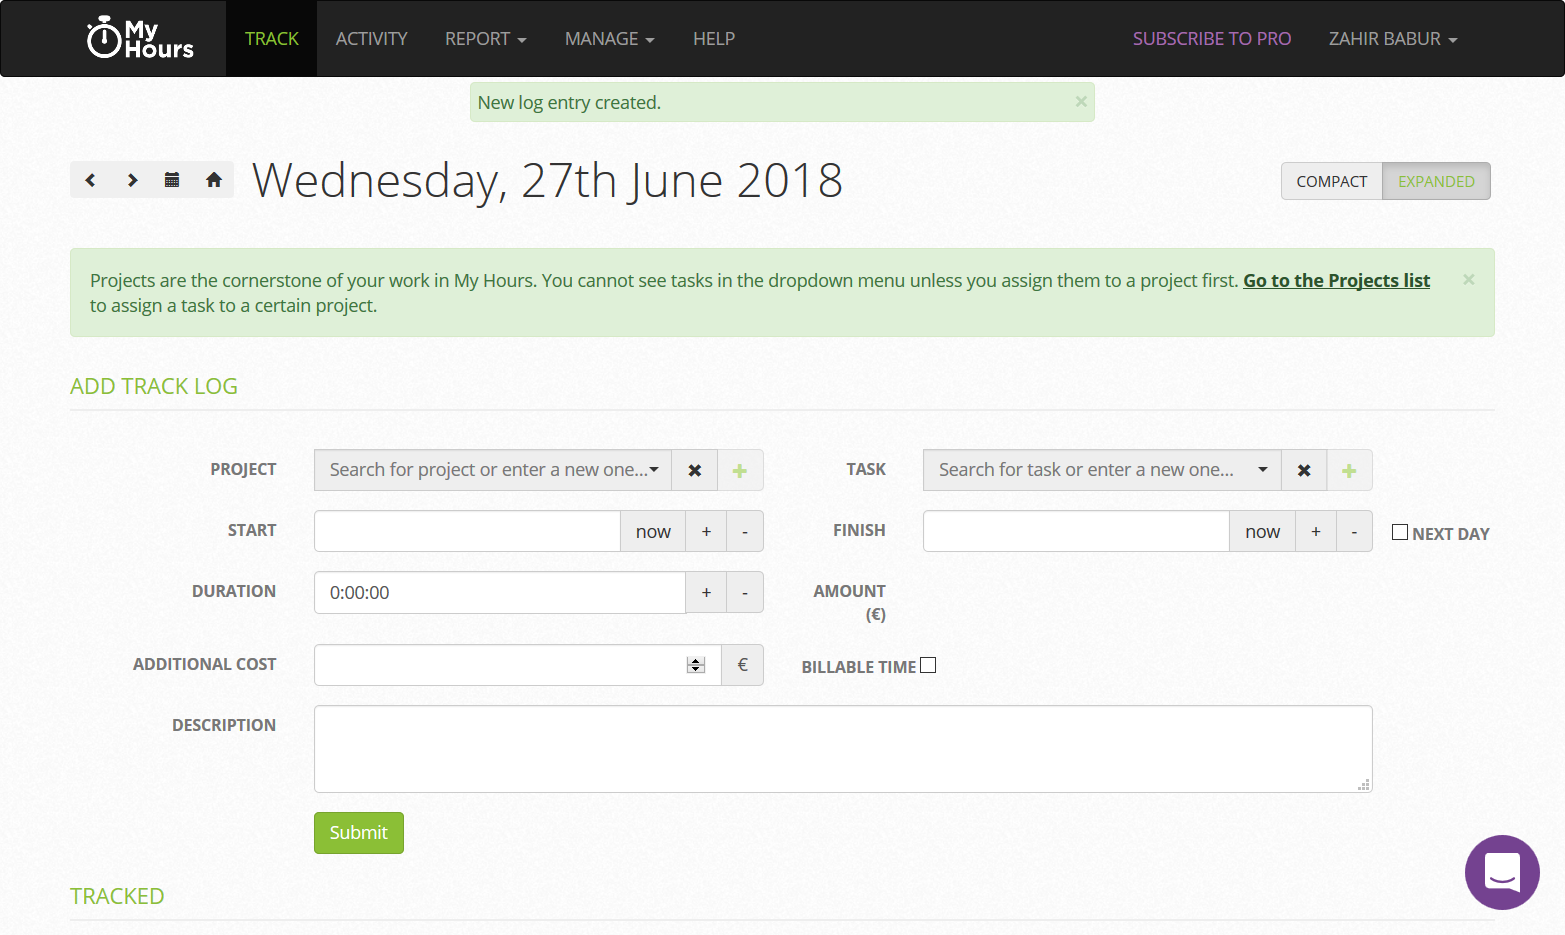 My Hours
TRACK ACTIVITY REPORT MANAGE HELP SUBSCRIBE TO PRO ZAHIR BABUR
New log entry created. ×
Wednesday, 27th June 2018
COMPACT EXPANDED
Projects are the cornerstone of your work in My Hours. You cannot see tasks in the dropdown menu unless you assign them to a project first. Go to the Projects list ×
to assign a task to a certain project.
ADD TRACK LOG
PROJECT Search for project or enter a new one... TASK Search for task or enter a new one...
START now + - FINISH now + - NEXT DAY
DURATION 0:00:00 + - AMOUNT
(€)
ADDITIONAL COST € BILLABLE TIME
DESCRIPTION
Submit
TRACKED